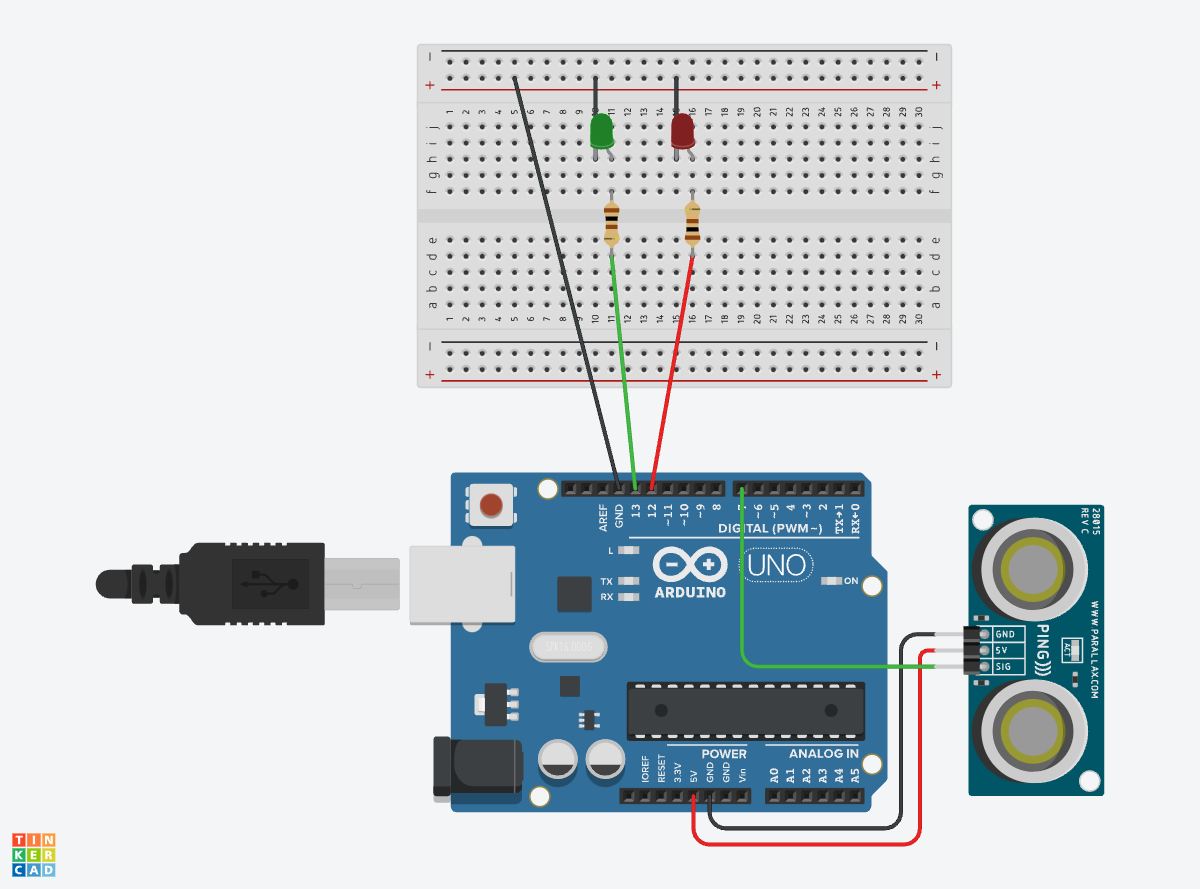 − −
+ +
1 2 3 4 5 6 7 8 9 10 11 12 13 14 15 16 17 18 19 20 21 22 23 24 25 26 27 28 29 30
j j
i i
h h
g g
f f
e e
d d
c c
b b
a a
1 2 3 4 5 6 7 8 9 10 11 12 13 14 15 16 17 18 19 20 21 22 23 24 25 26 27 28 29 30
− −
+ +
AREF GND 13 12 ~11 ~10 ~9 8 7 ~6 ~5 4 ~3 2 TX→1 RX←0
DIGITAL (PWM~)
L
TX
RX
ARDUINO
UNO
ON
POWER
ANALOG IN
IOREF RESET 3.3V 5V GND GND Vin A0 A1 A2 A3 A4 A5
28015
REV C
GND
5V
SIG
PING)))
ACT
WWW.PARALLAX.COM
TIN
KER
CAD